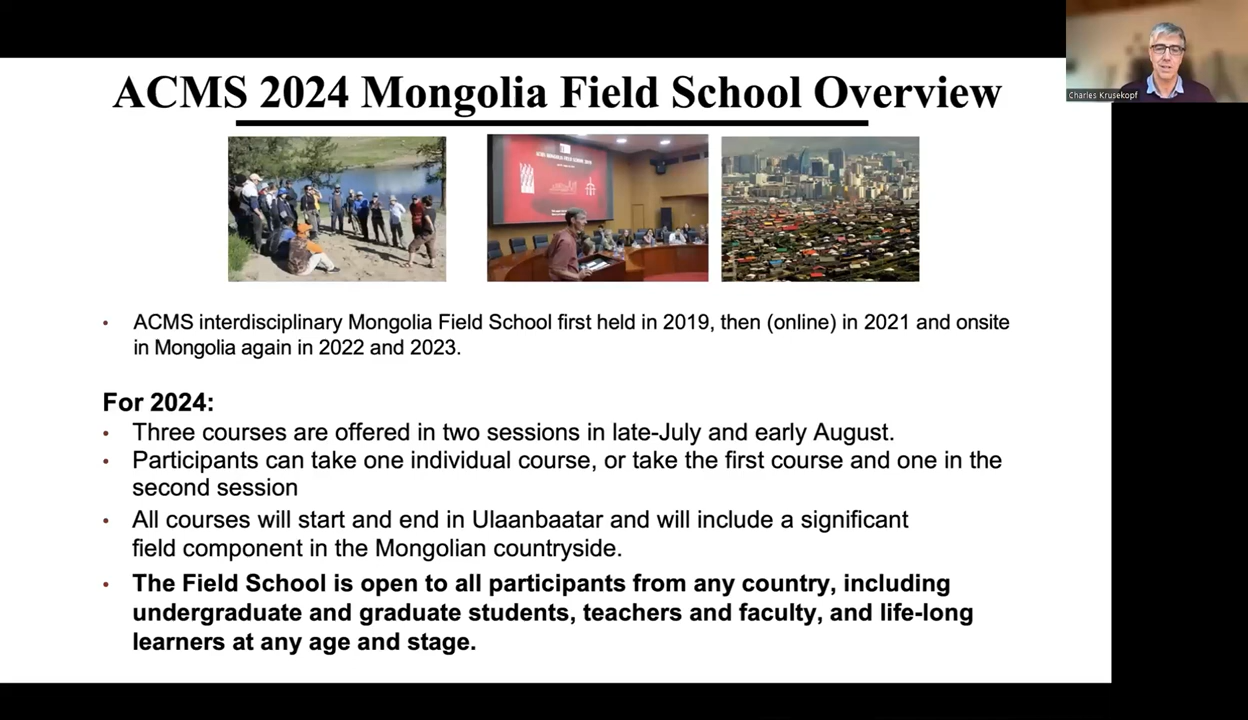 ACMS 2024 Mongolia Field School Overview
Charles Krusekopf
• ACMS interdisciplinary Mongolia Field School first held in 2019, then (online) in 2021 and onsite
in Mongolia again in 2022 and 2023.
For 2024:
• Three courses are offered in two sessions in late-July and early August.
• Participants can take one individual course, or take the first course and one in the
second session
• All courses will start and end in Ulaanbaatar and will include a significant
field component in the Mongolian countryside.
• The Field School is open to all participants from any country, including
undergraduate and graduate students, teachers and faculty, and life-long
learners at any age and stage.